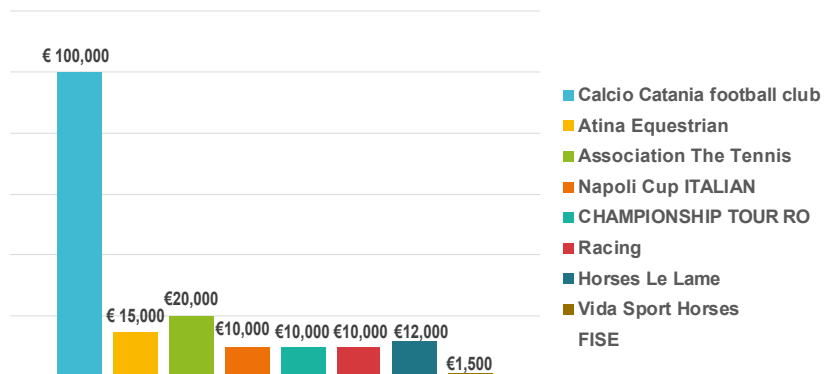 € 100,000
€ 15,000
€20,000
€10,000
€10,000
€10,000
€12,000
€1,500
Calcio Catania football club
Atina Equestrian
Association The Tennis
Napoli Cup ITALIAN
CHAMPIONSHIP TOUR RO
Racing
Horses Le Lame
Vida Sport Horses
FISE